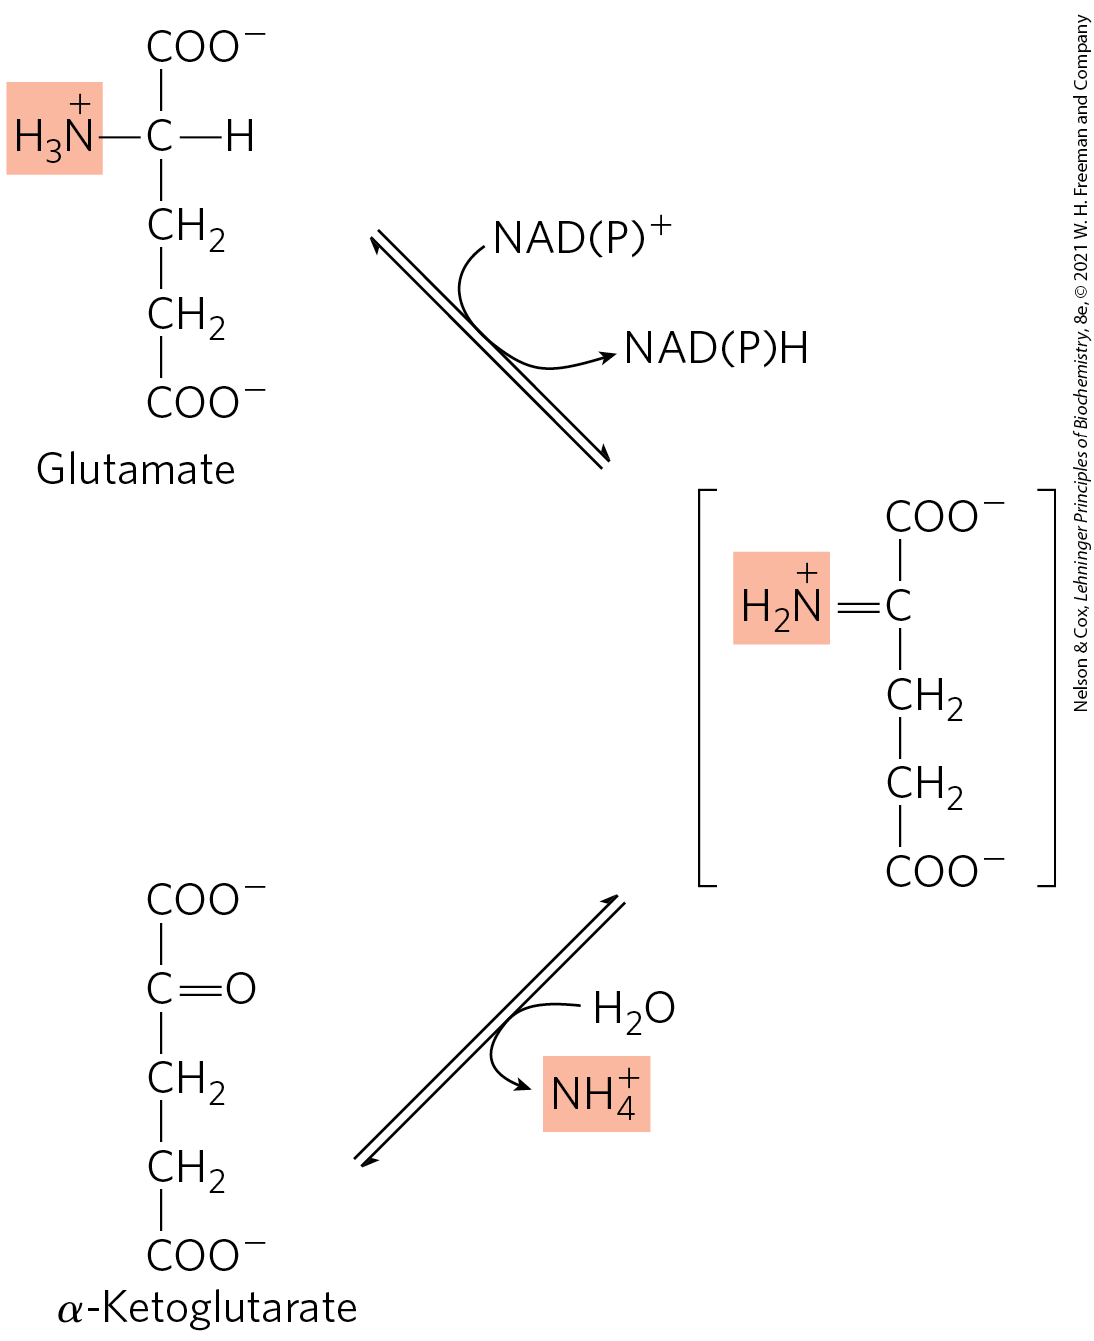 COO⁻
H₃N⁺—C—H
CH₂
CH₂
COO⁻
Glutamate
NAD(P)⁺
NAD(P)H
COO⁻
H₂N⁺=C
CH₂
CH₂
COO⁻
COO⁻
C=O
CH₂
CH₂
COO⁻
α-Ketoglutarate
H₂O
NH₄⁺
Nelson & Cox, Lehninger Principles of Biochemistry, 8e, © 2021 W. H. Freeman and Company